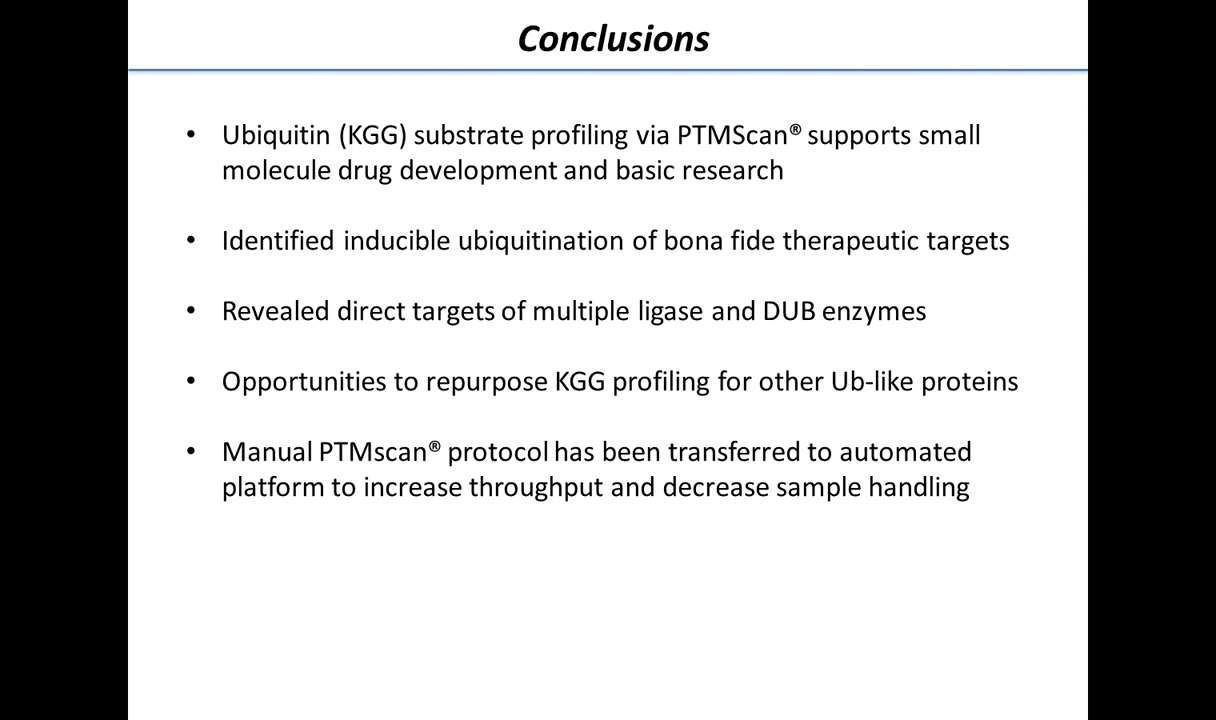 Conclusions
• Ubiquitin (KGG) substrate profiling via PTMScan® supports small
molecule drug development and basic research
• Identified inducible ubiquitination of bona fide therapeutic targets
• Revealed direct targets of multiple ligase and DUB enzymes
• Opportunities to repurpose KGG profiling for other Ub-like proteins
• Manual PTMscan® protocol has been transferred to automated
platform to increase throughput and decrease sample handling